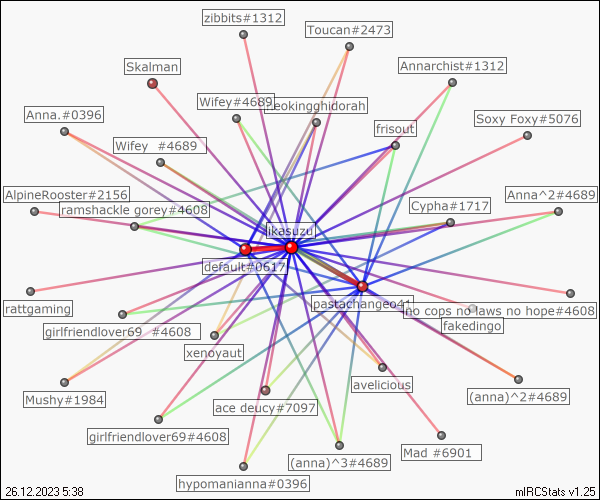 zibbits#1312
Toucan#2473
Skalman
Annarchist#1312
Wifey#4689
eokingghidorah
Anna.#0396
frisout
Soxy Foxy#5076
Wifey #4689
AlpineRooster#2156
Anna^2#4689
ramshackle gorey#4608
Cypha#1717
likasuzu
default#0617
rattgaming
pastachangeo41
no cops no laws no hope#4608
fakedingo
girlfriendlover69 #4608
xenoyaut
avelicious
Mushy#1984
ace deucy#7097
(anna)^2#4689
girlfriendlover69#4608
Mad #6901
(anna)^3#4689
hypomanianna#0396
26.12.2023 5:38
mIRCStats v1.25